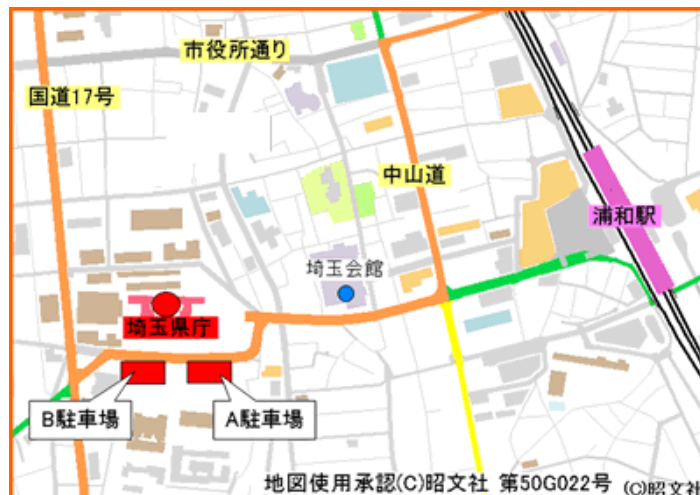 市役所通り
国道17号
中山道
浦和駅
埼玉会館
埼玉県庁
B駐車場
A駐車場
地図使用承認(C)昭文社 第50G022号 (C)昭文社